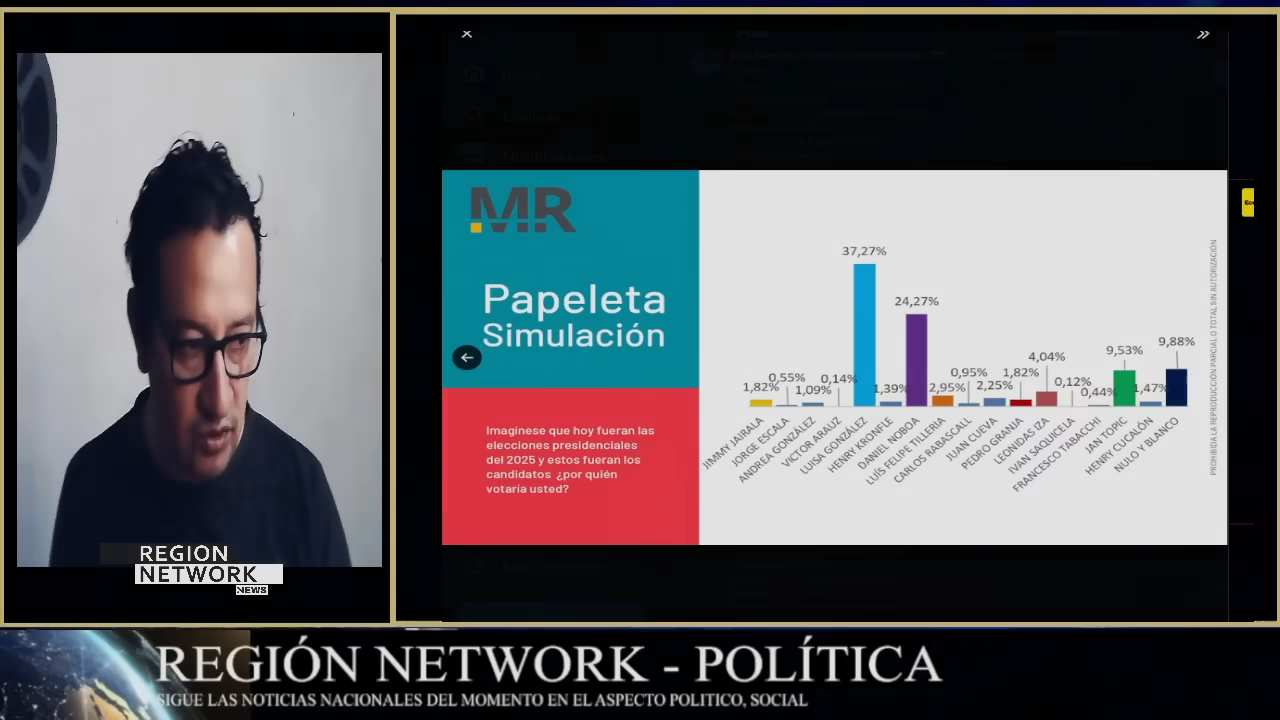 MR
Papeleta
Simulación
Imagínese que hoy fueran las
elecciones presidenciales
del 2025 y estos fueran los
candidatos ¿por quién
votaría usted?
37,27%
24,27%
9,88%
9,53%
4,04%
1,82%
0,55%
1,09%
0,14%
1,39%
2,95%
0,95%
2,25%
1,82%
0,12%
0,44%
1,47%
JIMMY JAIRALA
JORGE ESCALA
ANDREA GONZÁLEZ
VICTOR ARAUZ
LUISA GONZÁLEZ
HENRY KRONFLE
DANIEL NOBOA
LUÍS FELIPE TILLERIA
CARLOS RABASCALL
JUAN CUEVA
PEDRO GRANJA
LEONIDAS IZA
IVAN SAQUICELA
FRANCESCO TABACCHI
JAN TOPIC
HENRY CUCALÓN
NULO Y BLANCO
PROHIBIDA LA REPRODUCCIÓN PARCIAL O TOTAL SIN AUTORIZACIÓN
REGION
NETWORK
NEWS
REGIÓN NETWORK - POLÍTICA
SIGUE LAS NOTICIAS NACIONALES DEL MOMENTO EN EL ASPECTO POLITICO, SOCIAL